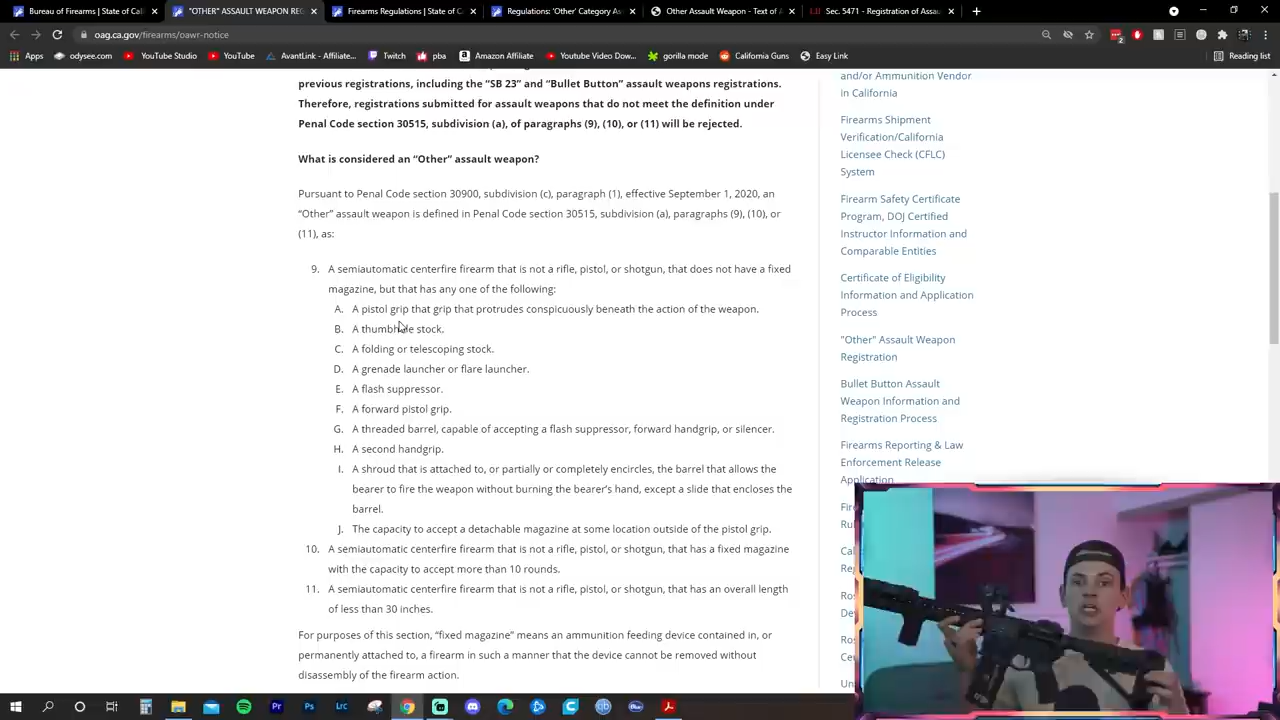 Bureau of Firearms | State of Cal
"OTHER" ASSAULT WEAPON REG
Firearms Regulations | State of C
Regulations: 'Other' Category As
Other Assault Weapon - Text of A
Sec. 5471 - Registration of Assau
oag.ca.gov/firearms/oawr-notice
Apps
odysee.com
YouTube Studio
YouTube
AvantLink - Affiliate
Twitch
pba
Amazon Affiliate
Youtube Video Dow...
gorilla mode
California Guns
Easy Link
Reading list
previous registrations, including the “SB 23” and “Bullet Button” assault weapons registrations.
Therefore, registrations submitted for assault weapons that do not meet the definition under
Penal Code section 30515, subdivision (a), of paragraphs (9), (10), or (11) will be rejected.
What is considered an “Other” assault weapon?
Pursuant to Penal Code section 30900, subdivision (c), paragraph (1), effective September 1, 2020, an
“Other” assault weapon is defined in Penal Code section 30515, subdivision (a), paragraphs (9), (10), or
(11), as:
9. A semiautomatic centerfire firearm that is not a rifle, pistol, or shotgun, that does not have a fixed
magazine, but that has any one of the following:
A. A pistol grip that grip that protrudes conspicuously beneath the action of the weapon.
B. A thumbhole stock.
C. A folding or telescoping stock.
D. A grenade launcher or flare launcher.
E. A flash suppressor.
F. A forward pistol grip.
G. A threaded barrel, capable of accepting a flash suppressor, forward handgrip, or silencer.
H. A second handgrip.
I. A shroud that is attached to, or partially or completely encircles, the barrel that allows the
bearer to fire the weapon without burning the bearer’s hand, except a slide that encloses the
barrel.
J. The capacity to accept a detachable magazine at some location outside of the pistol grip.
10. A semiautomatic centerfire firearm that is not a rifle, pistol, or shotgun, that has a fixed magazine
with the capacity to accept more than 10 rounds.
11. A semiautomatic centerfire firearm that is not a rifle, pistol, or shotgun, that has an overall length
of less than 30 inches.
For purposes of this section, “fixed magazine” means an ammunition feeding device contained in, or
permanently attached to, a firearm in such a manner that the device cannot be removed without
disassembly of the firearm action.
and/or Ammunition Vendor
in California
Firearms Shipment
Verification/California
Licensee Check (CFLC)
System
Firearm Safety Certificate
Program, DOJ Certified
Instructor Information and
Comparable Entities
Certificate of Eligibility
Information and Application
Process
"Other" Assault Weapon
Registration
Bullet Button Assault
Weapon Information and
Registration Process
Firearms Reporting & Law
Enforcement Release
Application